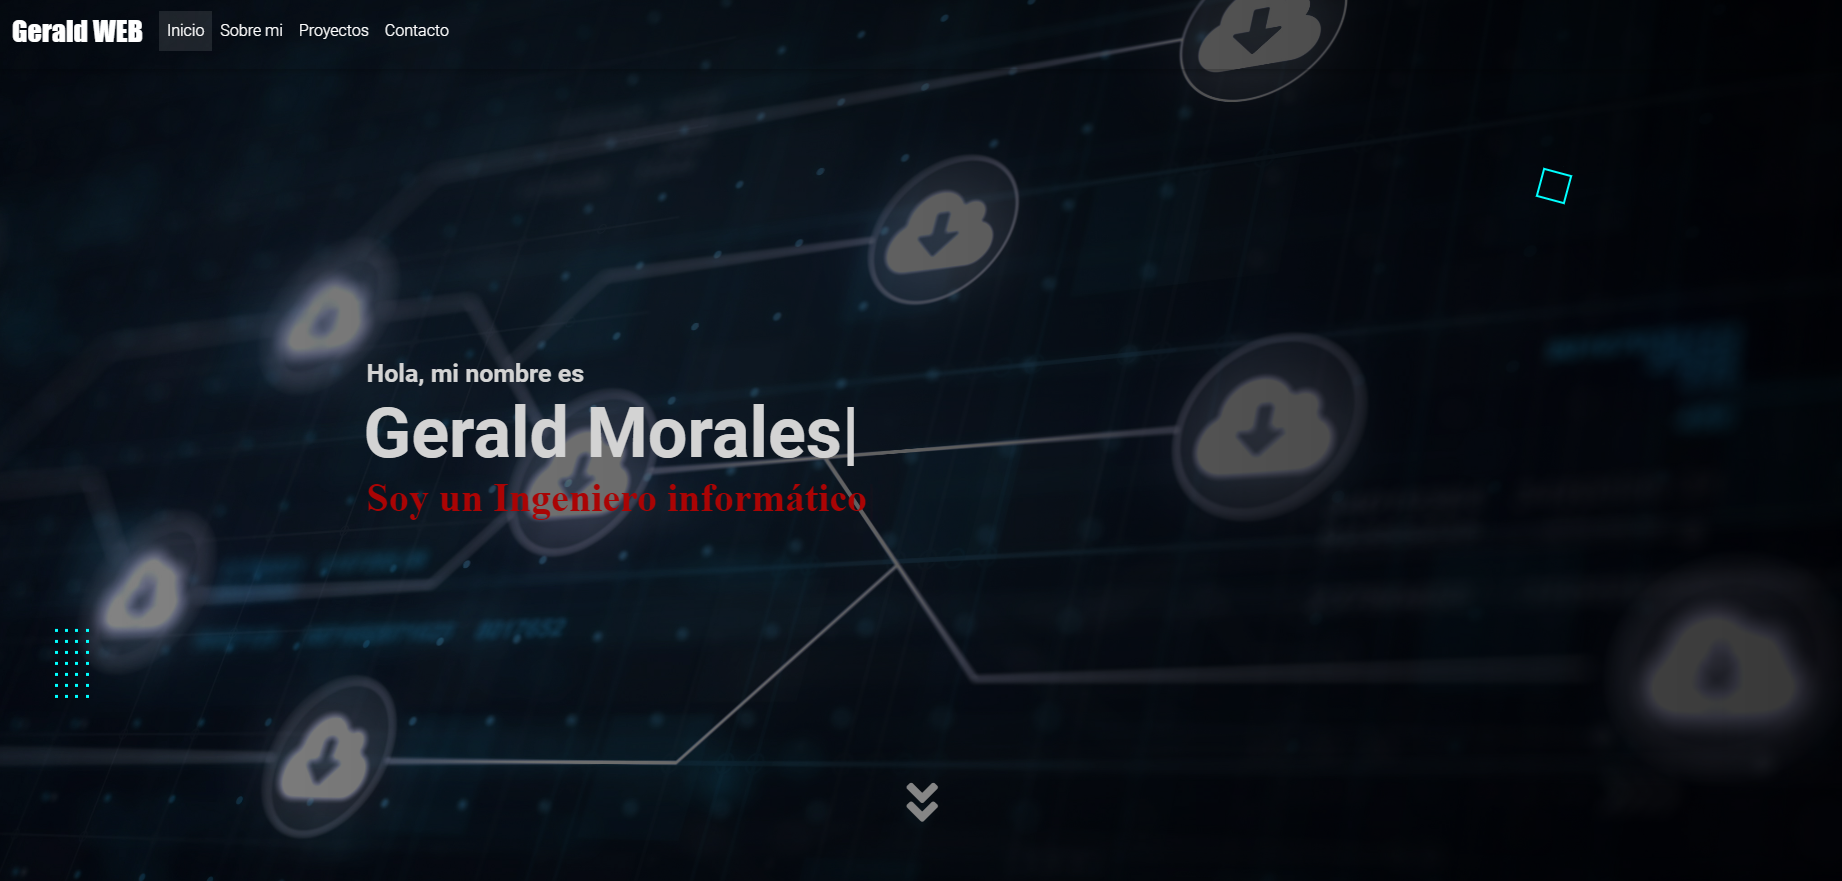 Gerald WEB
Inicio Sobre mi Proyectos Contacto
Hola, mi nombre es
Gerald Morales|
Soy un Ingeniero informático